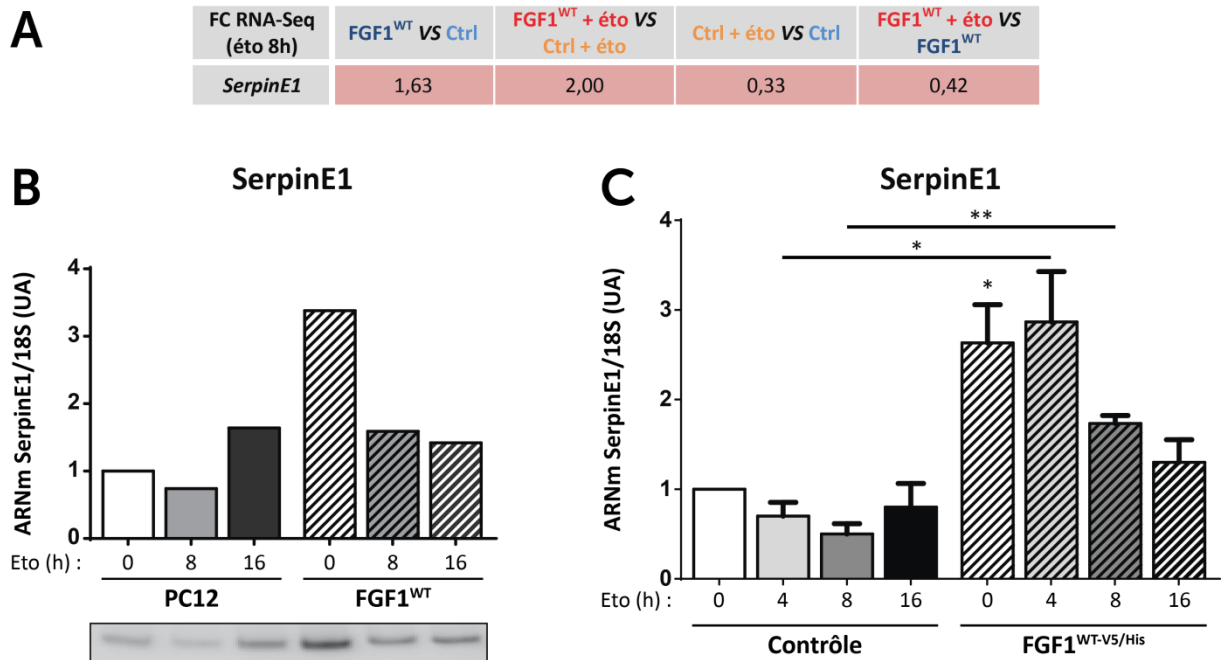 A
FC RNA-Seq (éto 8h) FGF1WT VS Ctrl FGF1WT + éto VS Ctrl + éto Ctrl + éto VS Ctrl FGF1WT + éto VS FGF1WT
SerpinE1 1,63 2,00 0,33 0,42
B
SerpinE1
ARNm SerpinE1/18S (UA)
4
3
2
1
0
Eto (h) : 0 8 16 0 8 16
PC12 FGF1WT
C
SerpinE1
**
*
*
ARNm SerpinE1/18S (UA)
4
3
2
1
0
Eto (h) : 0 4 8 16 0 4 8 16
Contrôle FGF1WT-V5/His